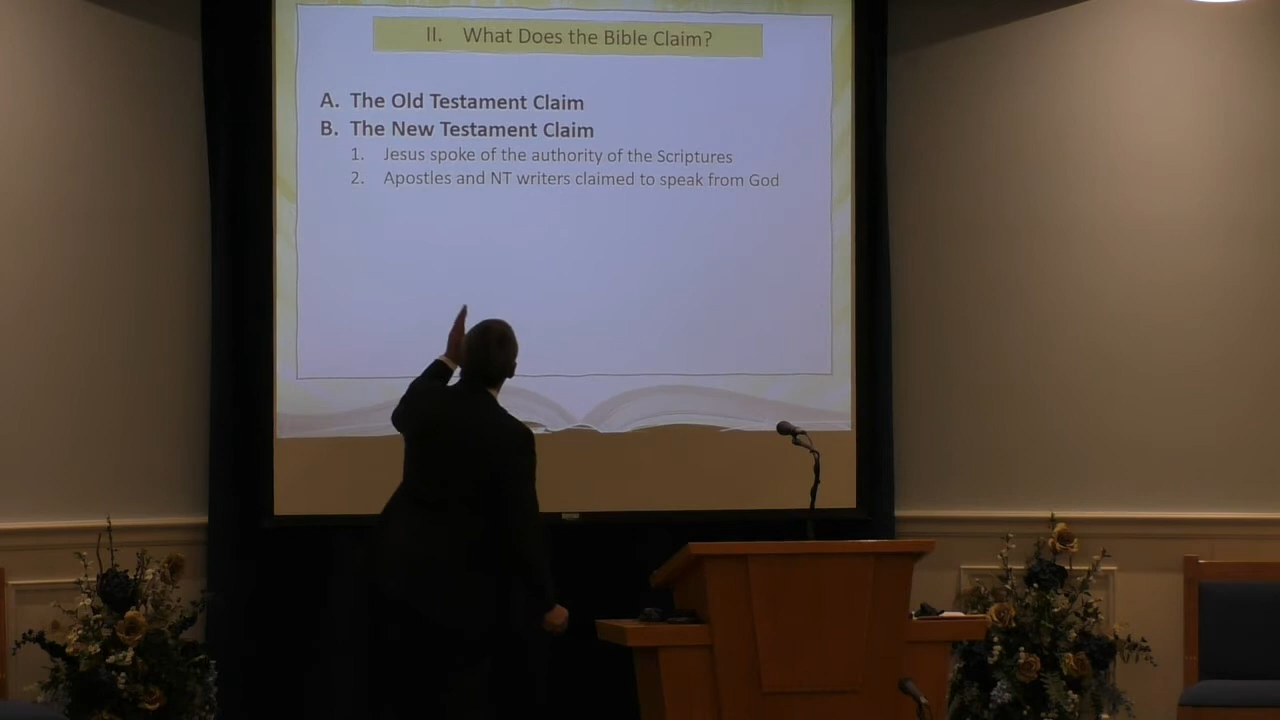 II. What Does the Bible Claim?
A. The Old Testament Claim
B. The New Testament Claim
1. Jesus spoke of the authority of the Scriptures
2. Apostles and NT writers claimed to speak from God